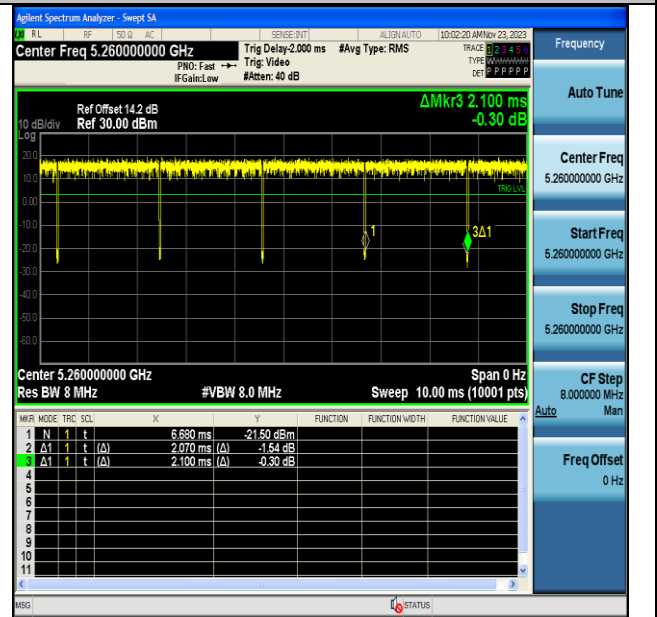 Agilent Spectrum Analyzer - Swept SA
RL RF 50 Ω AC SENSE:INT ALIGN AUTO 10:02:20 AM Nov 23, 2023
Center Freq 5.260000000 GHz
PNO: Fast
IFGain:Low
Trig Delay-2.000 ms
Trig: Video
#Atten: 40 dB
#Avg Type: RMS
TRACE 1 2 3 4 5 6
TYPE
DET P P P P P
Ref Offset 14.2 dB
10 dB/div Ref 30.00 dBm
Log
ΔMkr3 2.100 ms
-0.30 dB
20.0
10.0
0.00
-10.0
-20.0
-30.0
-40.0
-50.0
-60.0
TRIG LVL
1
3Δ1
Center 5.260000000 GHz Span 0 Hz
Res BW 8 MHz #VBW 8.0 MHz Sweep 10.00 ms (10001 pts)
MKR MODE TRC SCL X Y FUNCTION FUNCTION WIDTH FUNCTION VALUE
1 N 1 t 6.680 ms -21.50 dBm
2 Δ1 1 t (Δ) 2.070 ms (Δ) -1.54 dB
3 Δ1 1 t (Δ) 2.100 ms (Δ) -0.30 dB
4
5
6
7
8
9
10
11
MSG STATUS
Frequency
Auto Tune
Center Freq
5.260000000 GHz
Start Freq
5.260000000 GHz
Stop Freq
5.260000000 GHz
CF Step
8.000000 MHz
Auto Man
Freq Offset
0 Hz